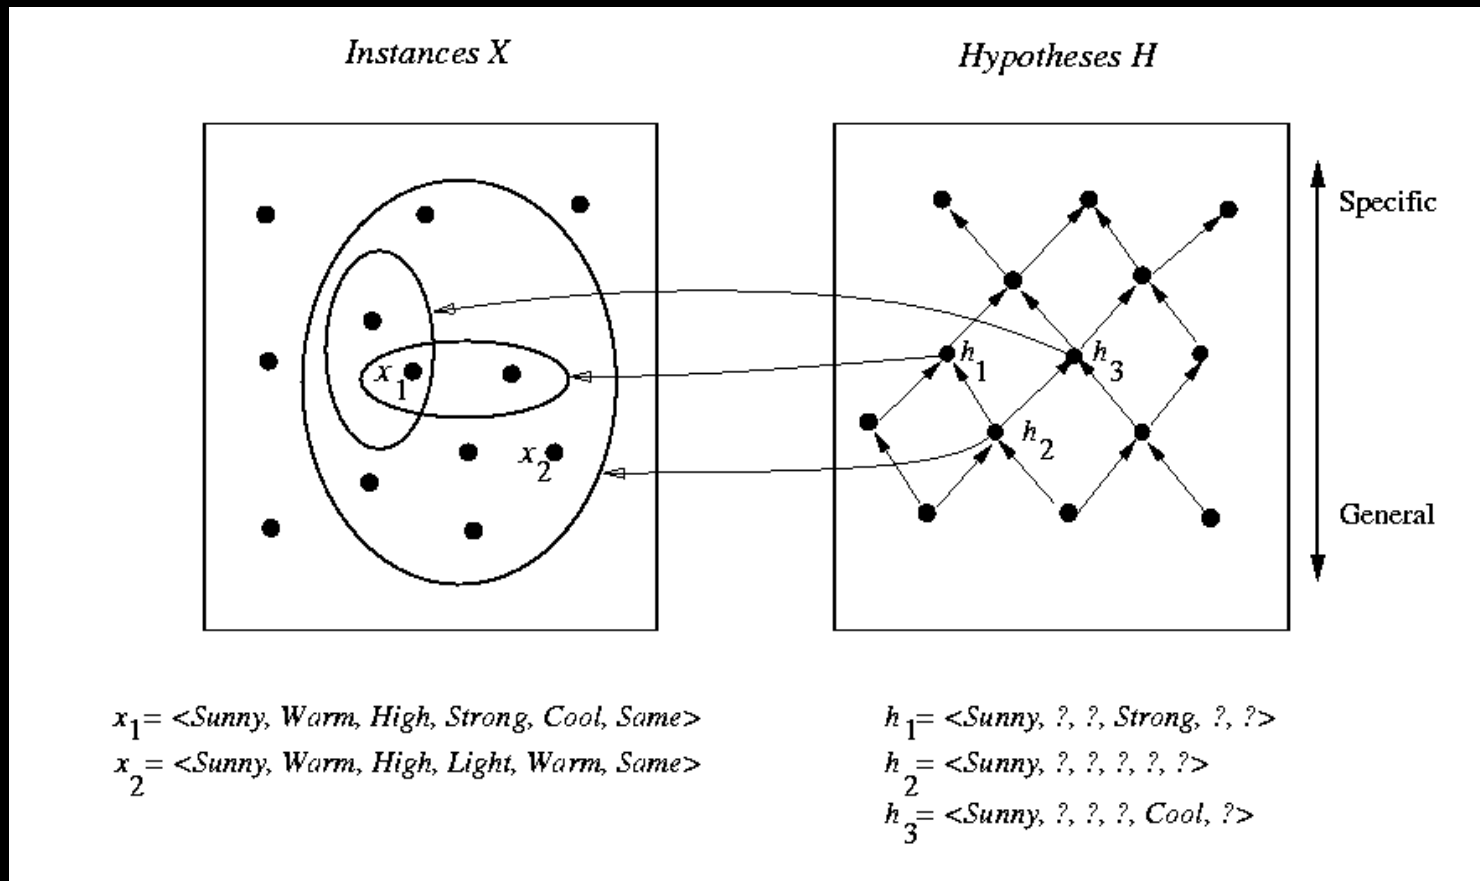 Instances X
Hypotheses H
Specific
x1
h1
h3
x2
h2
General
x1= <Sunny, Warm, High, Strong, Cool, Same>
x2= <Sunny, Warm, High, Light, Warm, Same>
h1= <Sunny, ?, ?, Strong, ?, ?>
h2= <Sunny, ?, ?, ?, ?, ?>
h3= <Sunny, ?, ?, ?, Cool, ?>